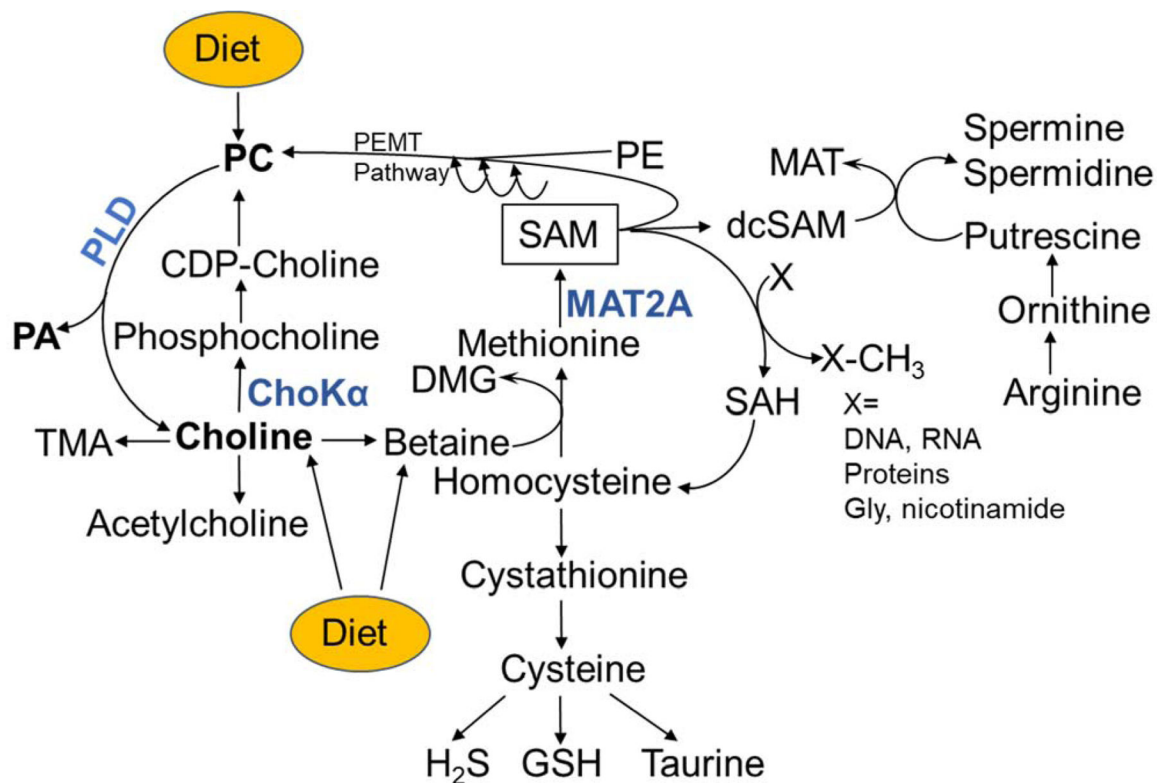 Diet
PC
PEMT
Pathway
PE
PLD
CDP-Choline
PA
Phosphocholine
ChoKα
TMA
Choline
Betaine
Acetylcholine
Diet
SAM
MAT2A
Methionine
DMG
Homocysteine
Cystathionine
Cysteine
H₂S
GSH
Taurine
dcSAM
X
SAH
X-CH₃
X=
DNA, RNA
Proteins
Gly, nicotinamide
MAT
Spermine
Spermidine
Putrescine
Ornithine
Arginine